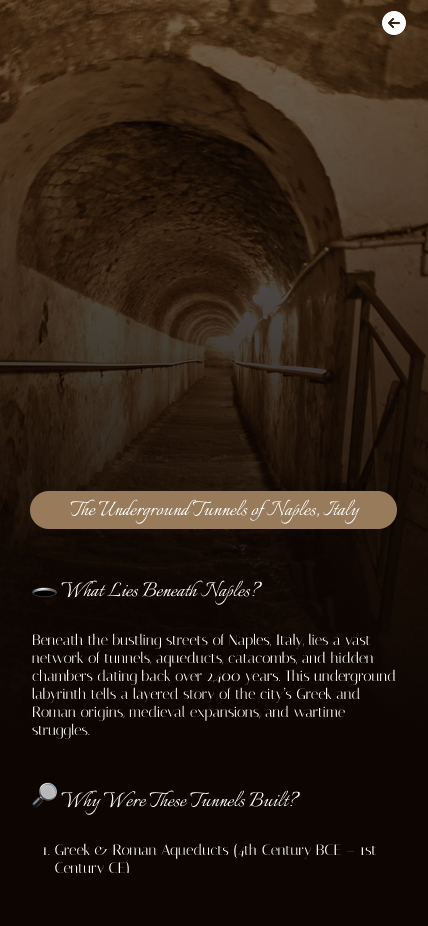 The Underground Tunnels of Naples, Italy
What Lies Beneath Naples?
Beneath the bustling streets of Naples, Italy, lies a vast
network of tunnels, aqueducts, catacombs, and hidden
chambers dating back over 2,400 years. This underground
labyrinth tells a layered story of the city's Greek and
Roman origins, medieval expansions, and wartime
struggles.
Why Were These Tunnels Built?
1. Greek & Roman Aqueducts (4th Century BCE – 1st
Century CE)